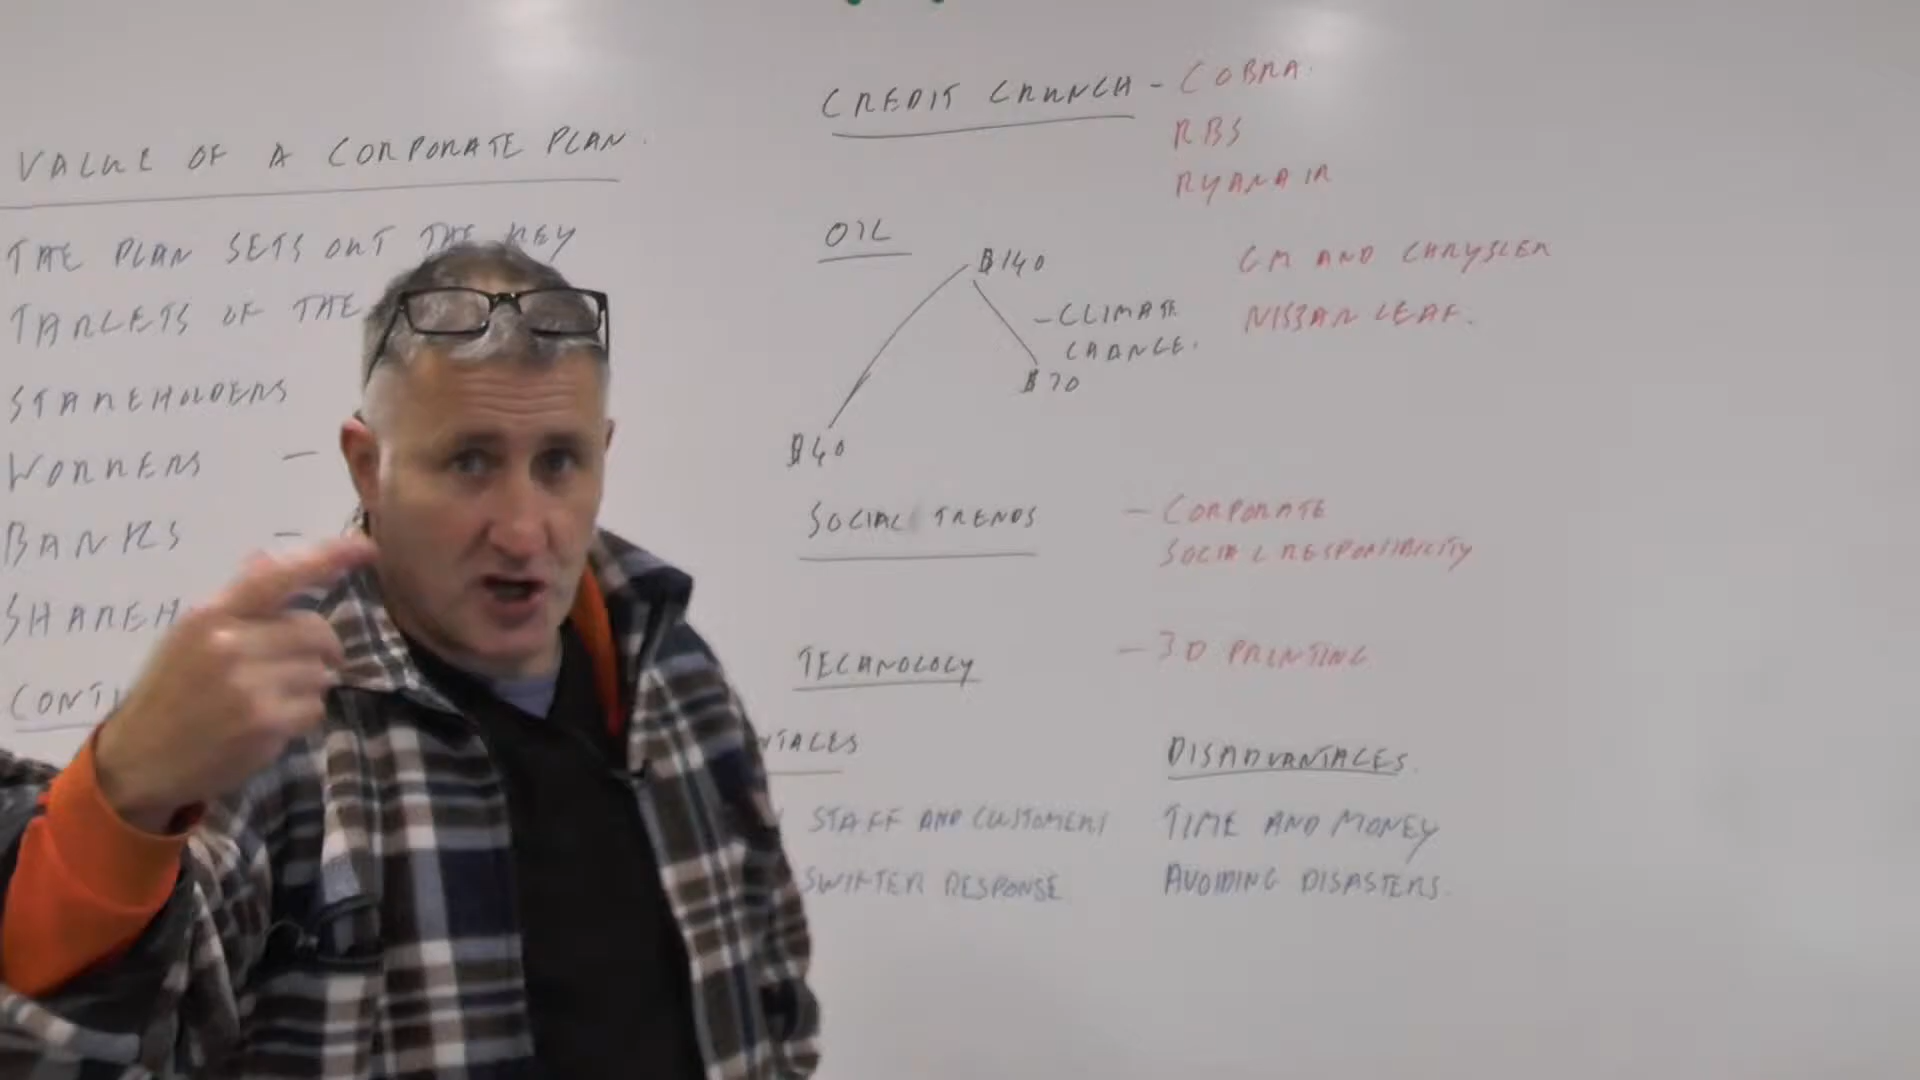 VALUE OF A CORPORATE PLAN.
THE PLAN SETS OUT THE KEY
TARGETS OF THE
STAKEHOLDERS
WORKERS —
BANKS —
CREDIT CRUNCH - COBRA.
RBS
RYANAIR
OIL
$140
GM AND CHRYSLER
- CLIMATE
CHANGE.
NISSAN LEAF.
$70
$40
SOCIAL TRENDS - CORPORATE
SOCIAL RESPONSIBILITY
TECHNOLOGY - 3D PRINTING
DISADVANTAGES.
STAFF AND CUSTOMERS
TIME AND MONEY
SWIFTER RESPONSE
AVOIDING DISASTERS.